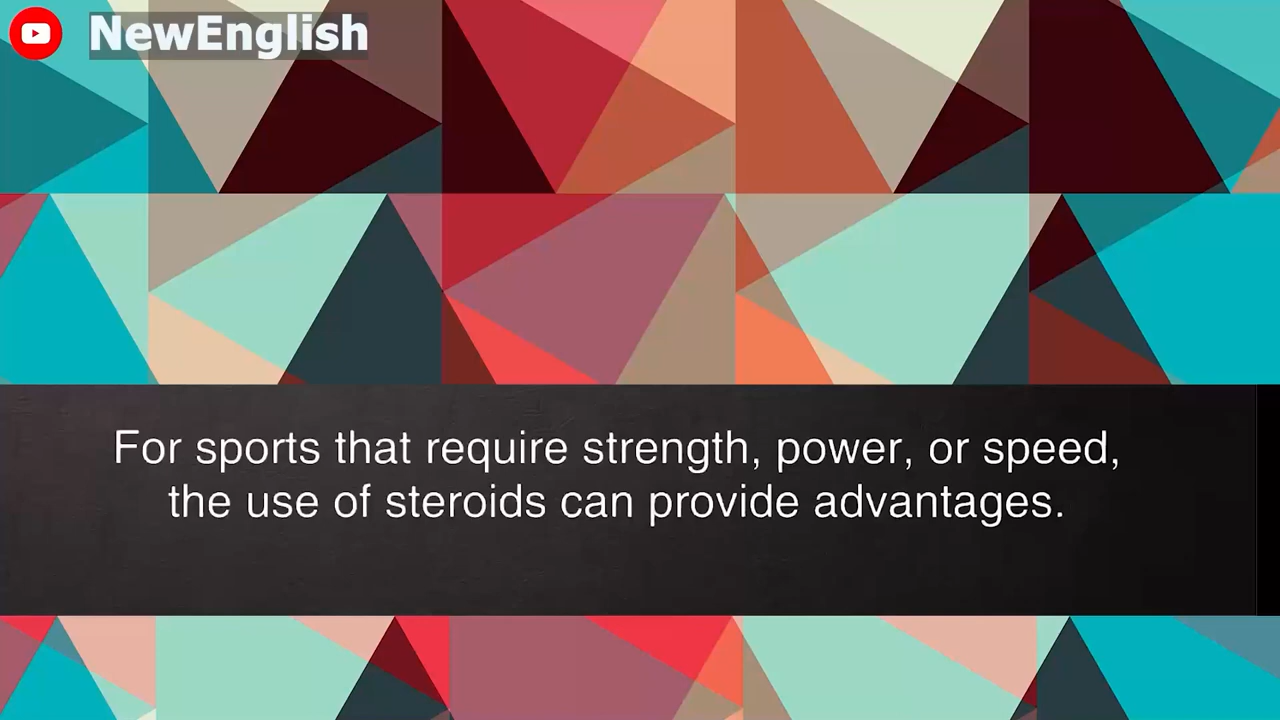 NewEnglish
For sports that require strength, power, or speed,
the use of steroids can provide advantages.